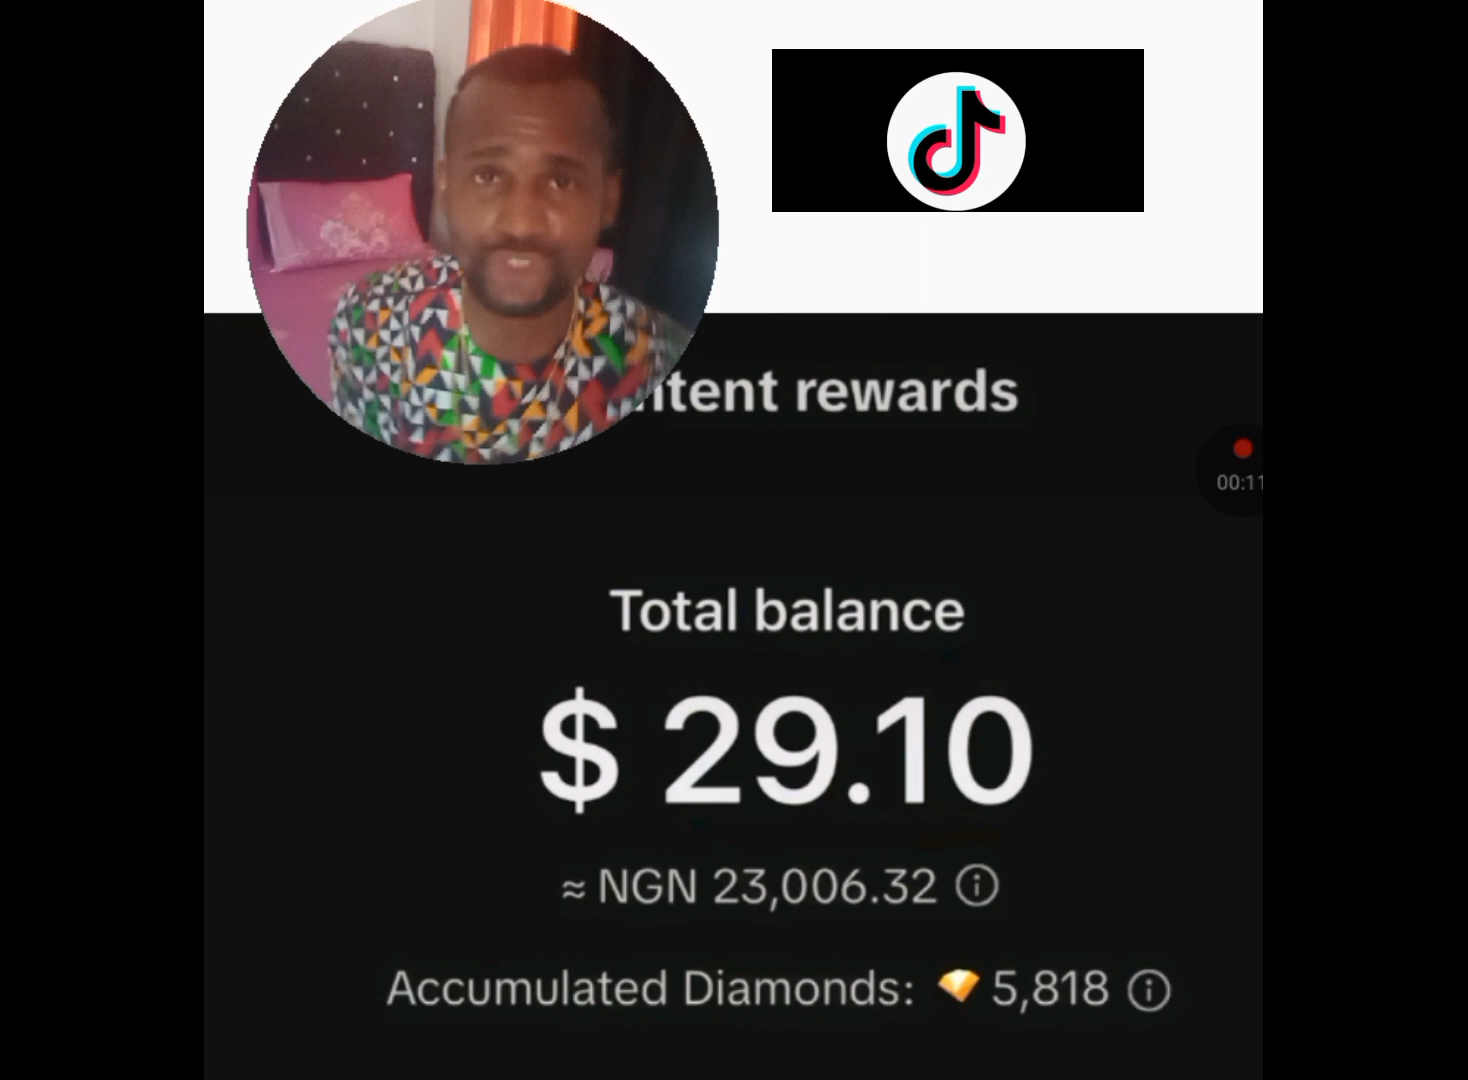 ntent rewards
00:11
Total balance
$ 29.10
≈ NGN 23,006.32
Accumulated Diamonds: 5,818